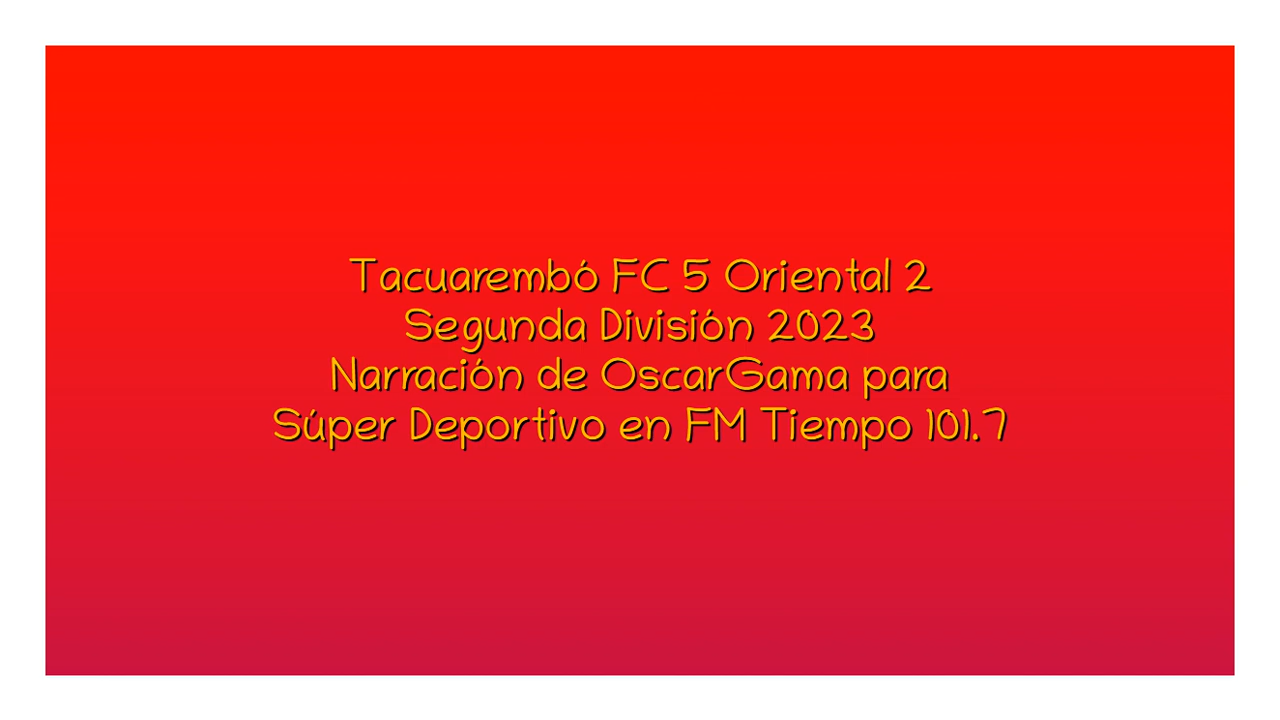 Tacuarembó FC 5 Oriental 2
Segunda División 2023
Narración de OscarGama para
Súper Deportivo en FM Tiempo 101.7